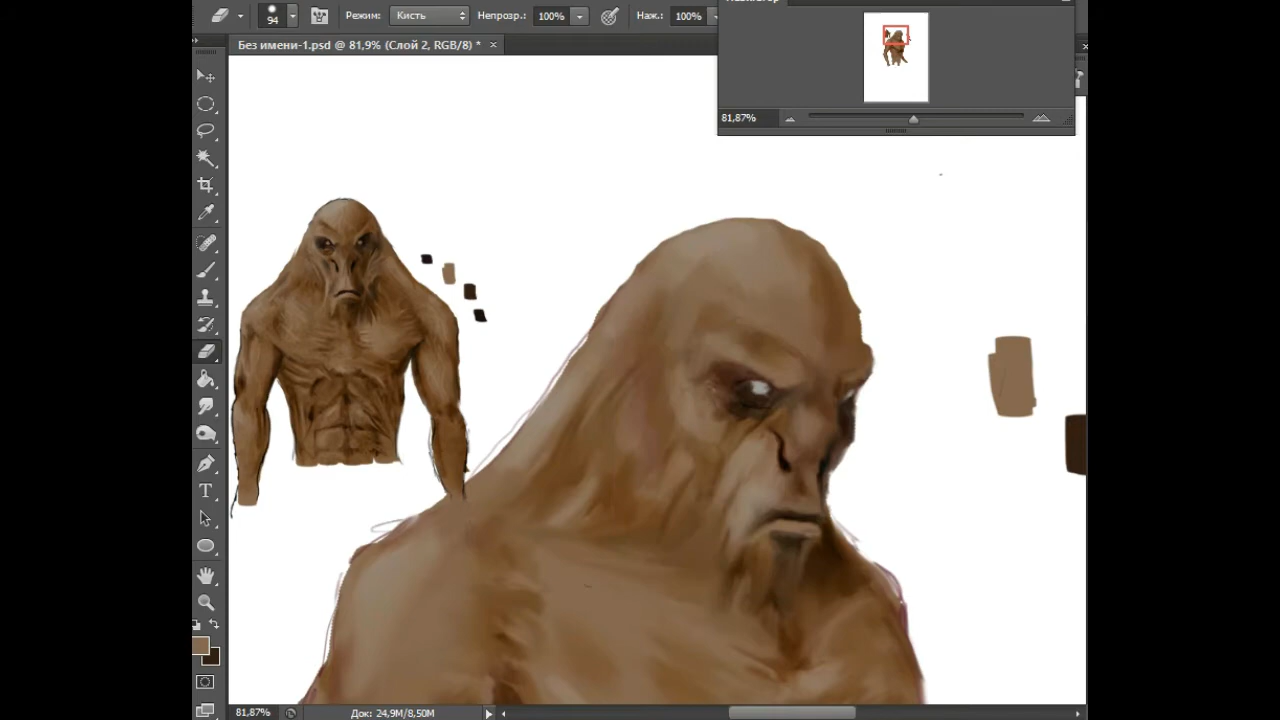 94 Режим: Кисть Непрозр.: 100% Наж.: 100%
Без имени-1.psd @ 81,9% (Слой 2, RGB/8) * ×
81,87%
81,87% Док: 24,9M/8,50M